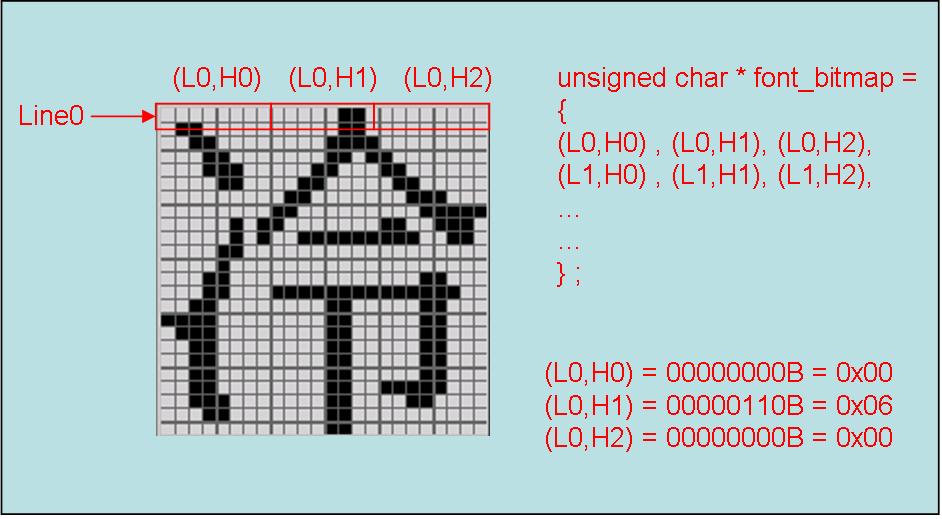 (L0,H0) (L0,H1) (L0,H2)
Line0
冷
unsigned char * font_bitmap =
{
(L0,H0) , (L0,H1), (L0,H2),
(L1,H0) , (L1,H1), (L1,H2),
...
...
} ;
(L0,H0) = 00000000B = 0x00
(L0,H1) = 00000110B = 0x06
(L0,H2) = 00000000B = 0x00